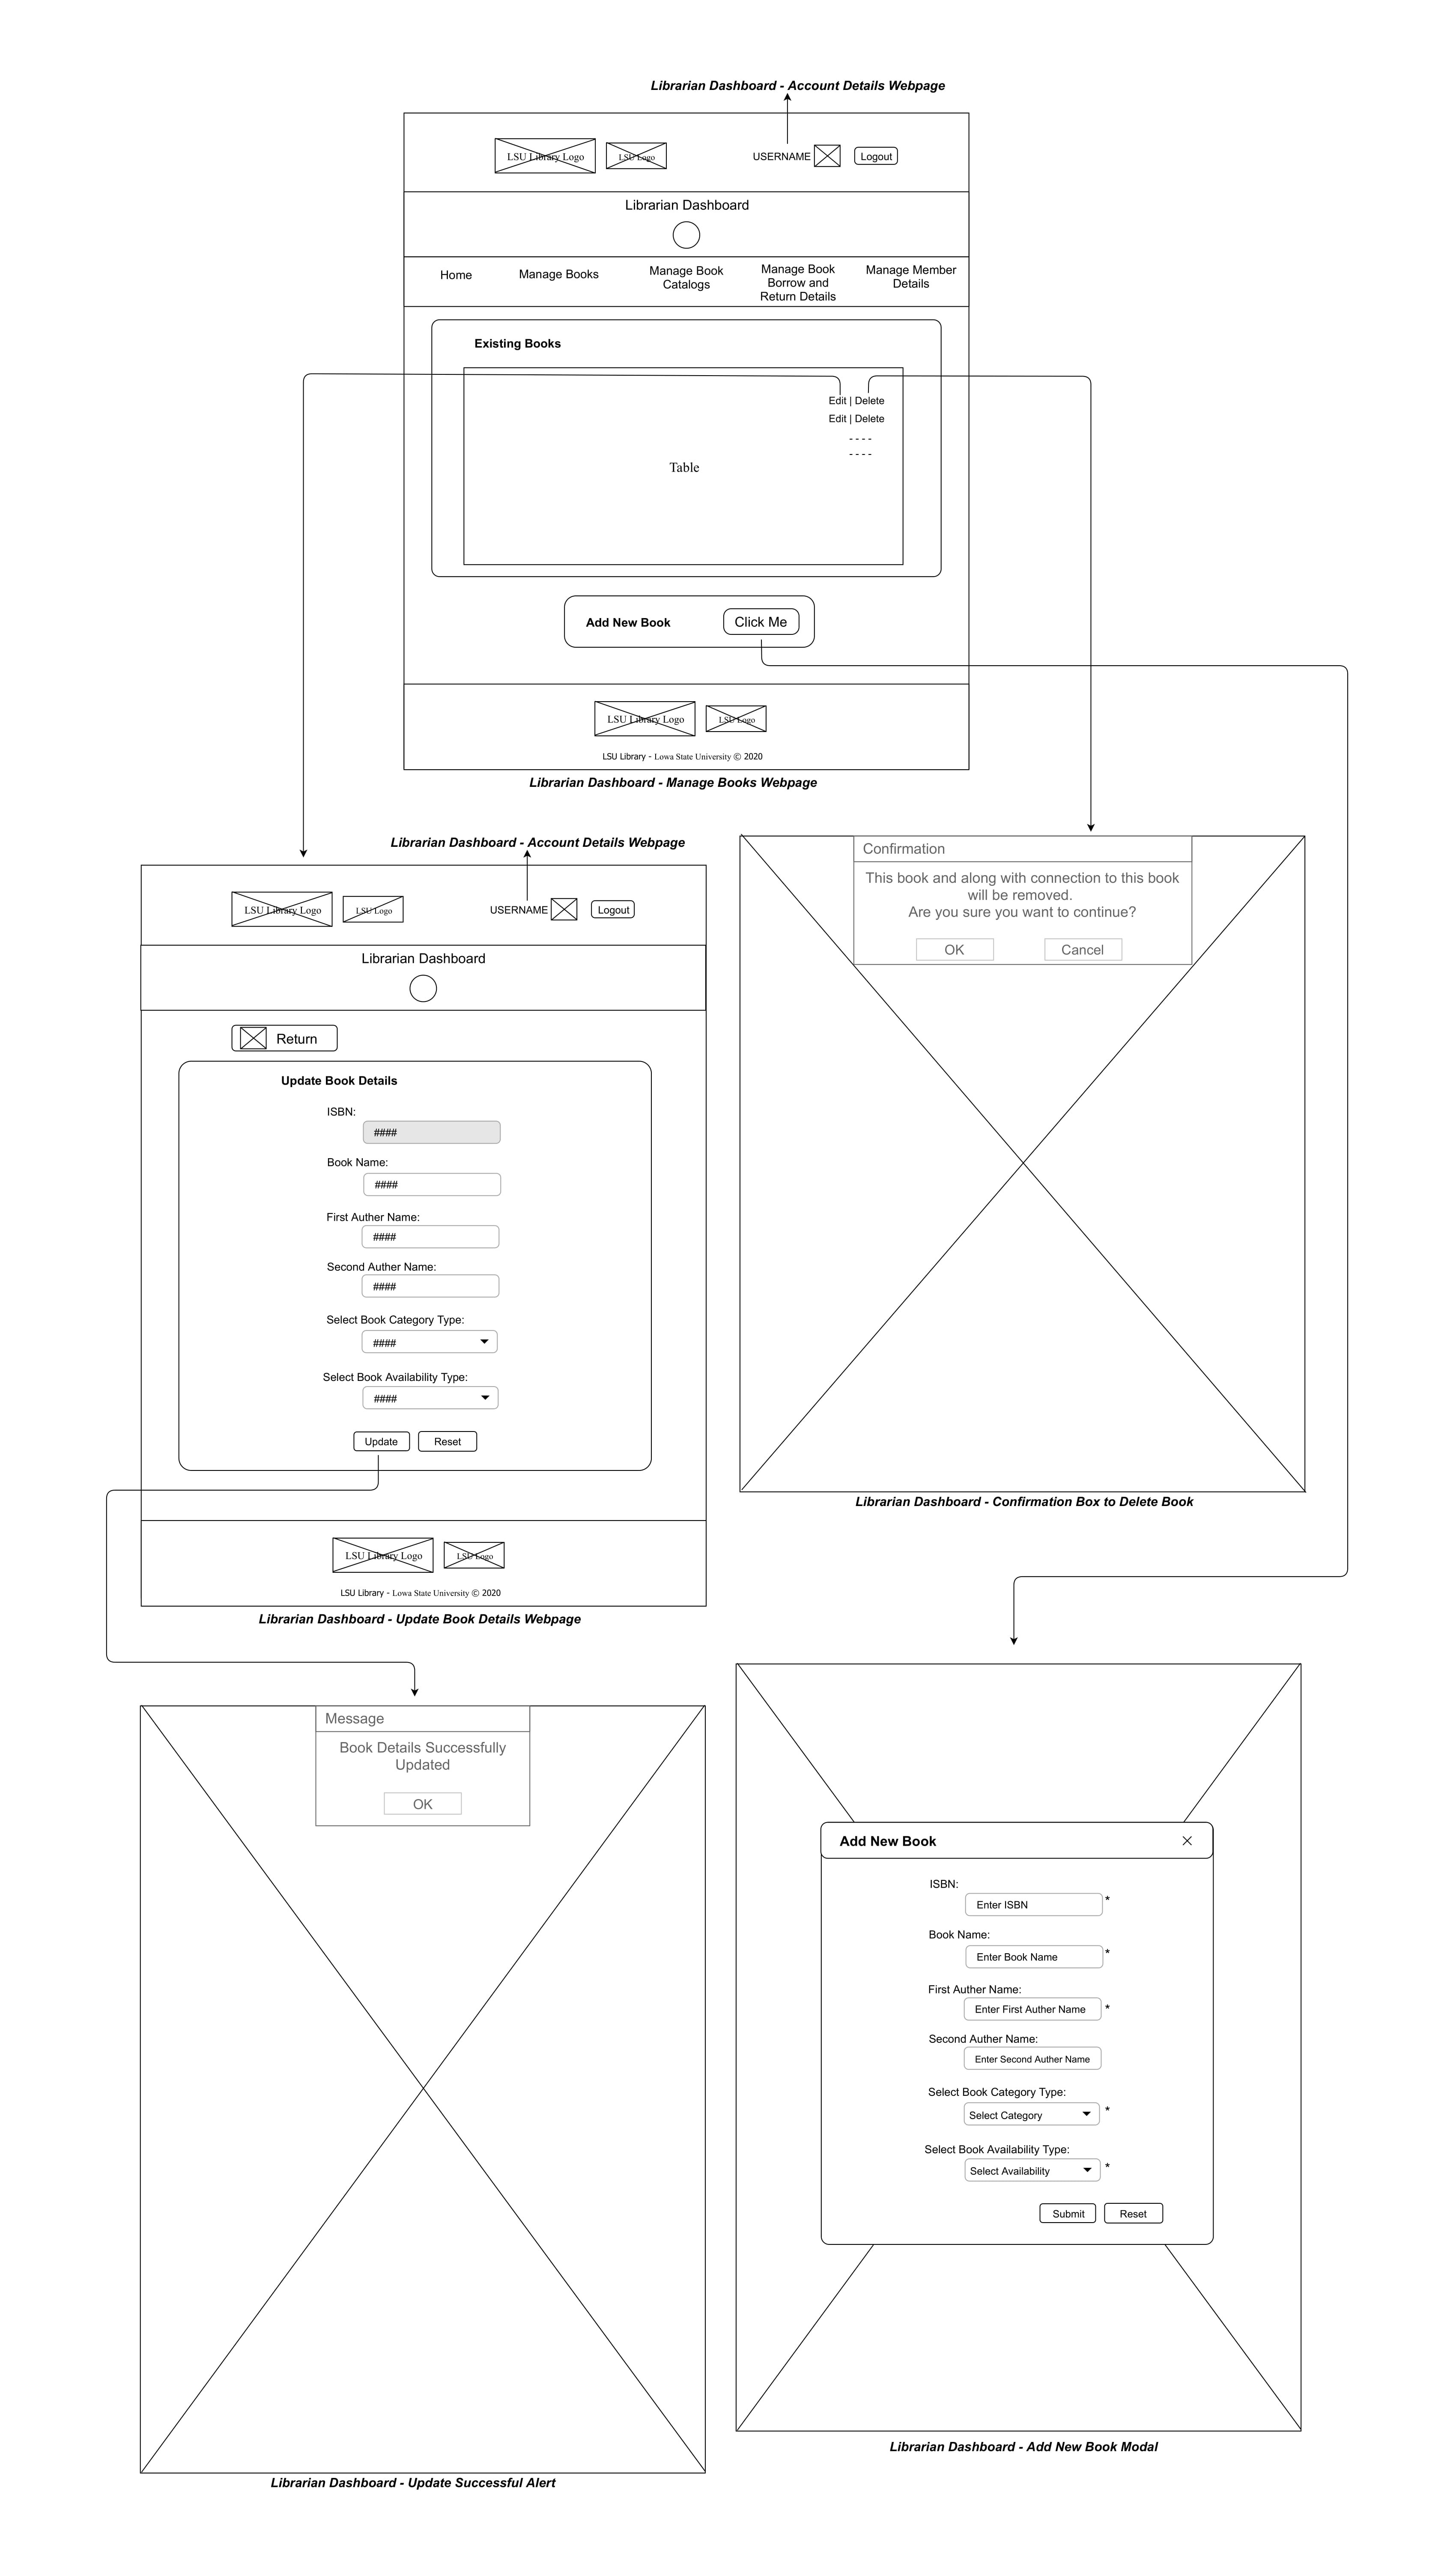 Librarian Dashboard - Account Details Webpage
LSU Library Logo
LSU Logo
USERNAME
Logout
Librarian Dashboard
Home
Manage Books
Manage Book
Catalogs
Manage Book
Borrow and
Return Details
Manage Member
Details
Existing Books
Edit | Delete
Edit | Delete
- - - -
- - - -
Table
Add New Book
Click Me
LSU Library Logo
LSU Logo
LSU Library - Lowa State University © 2020
Librarian Dashboard - Manage Books Webpage
Librarian Dashboard - Account Details Webpage
LSU Library Logo
LSU Logo
USERNAME
Logout
Librarian Dashboard
Return
Update Book Details
ISBN:
####
Book Name:
####
First Auther Name:
####
Second Auther Name:
####
Select Book Category Type:
####
Select Book Availability Type:
####
Update
Reset
LSU Library Logo
LSU Logo
LSU Library - Lowa State University © 2020
Librarian Dashboard - Update Book Details Webpage
Confirmation
This book and along with connection to this book
will be removed.
Are you sure you want to continue?
OK
Cancel
Librarian Dashboard - Confirmation Box to Delete Book
Message
Book Details Successfully
Updated
OK
Librarian Dashboard - Update Successful Alert
Add New Book
ISBN:
Enter ISBN *
Book Name:
Enter Book Name *
First Auther Name:
Enter First Auther Name *
Second Auther Name:
Enter Second Auther Name
Select Book Category Type:
Select Category *
Select Book Availability Type:
Select Availability *
Submit
Reset
Librarian Dashboard - Add New Book Modal